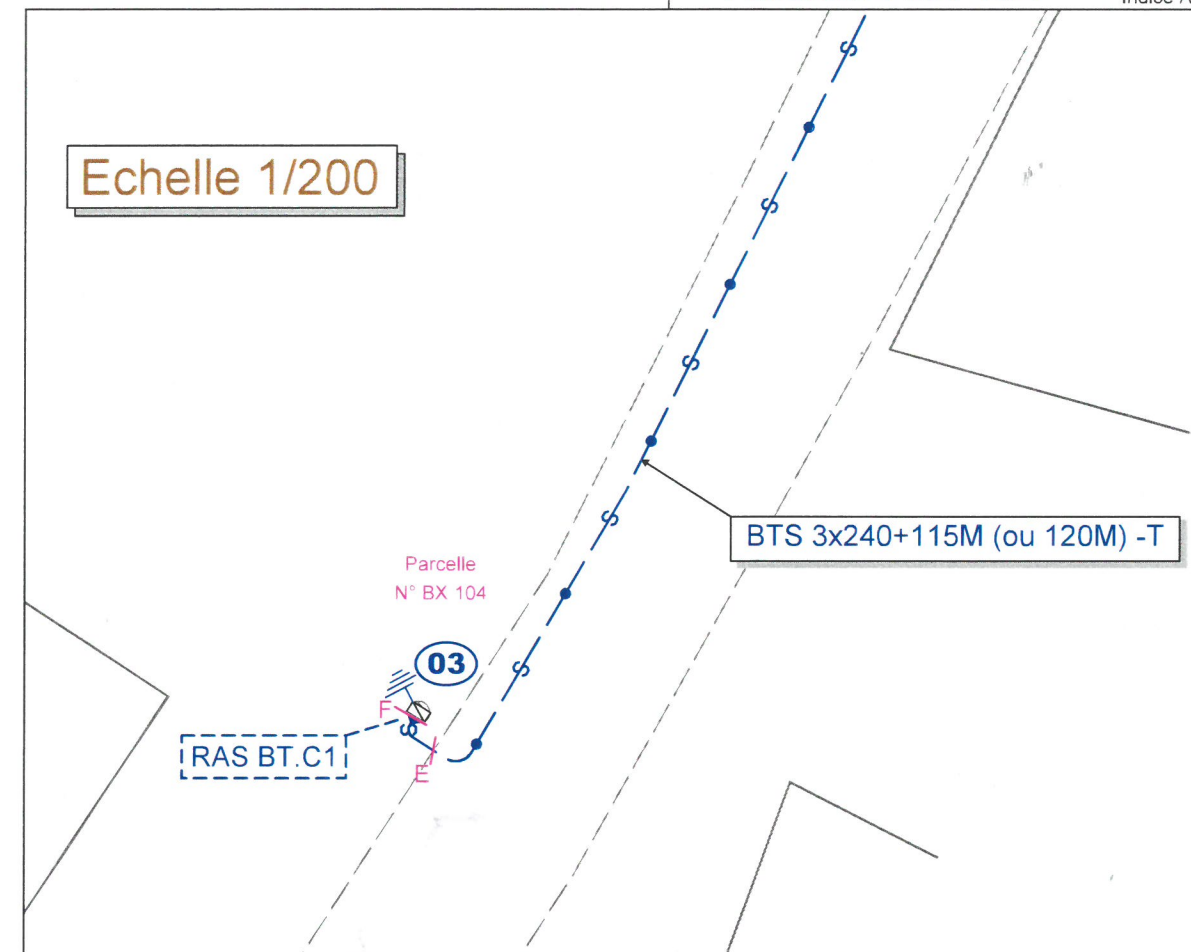 Echelle 1/200
S
S
S
S
BTS 3x240+115M (ou 120M) -T
Parcelle
N° BX 104
03
S
F
S
RAS BT.C1
E